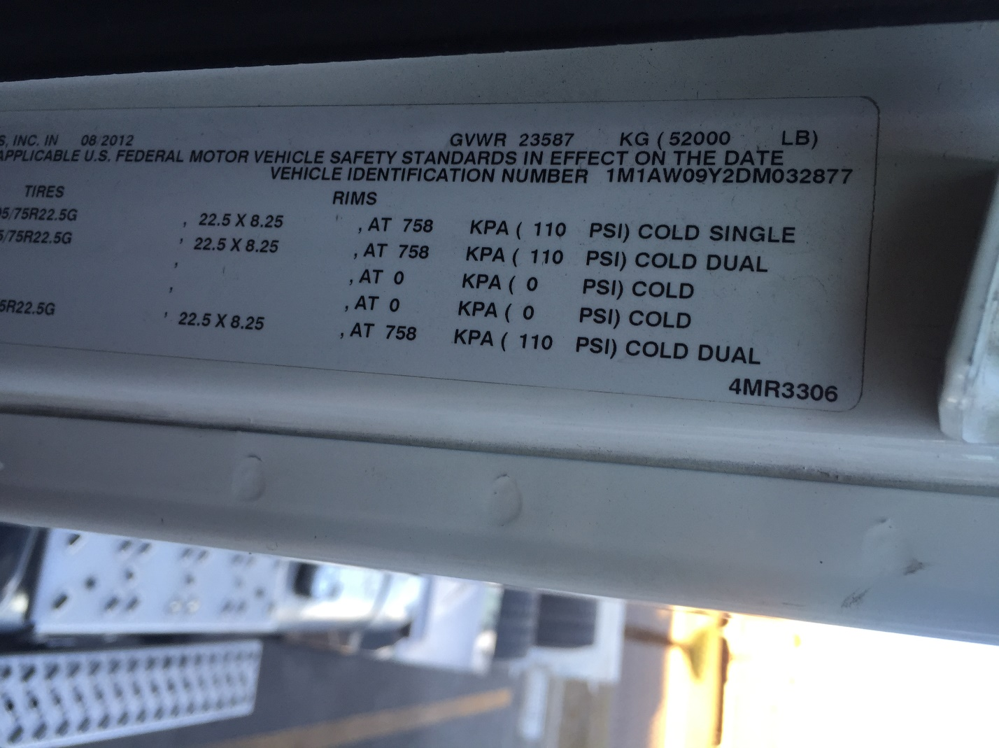 S, INC. IN 08/2012 GVWR 23587 KG ( 52000 LB)
APPLICABLE U.S. FEDERAL MOTOR VEHICLE SAFETY STANDARDS IN EFFECT ON THE DATE
VEHICLE IDENTIFICATION NUMBER 1M1AW09Y2DM032877
TIRES RIMS
95/75R22.5G , 22.5 X 8.25 , AT 758 KPA ( 110 PSI) COLD SINGLE
5/75R22.5G , 22.5 X 8.25 , AT 758 KPA ( 110 PSI) COLD DUAL
, , AT 0 KPA ( 0 PSI) COLD
, , AT 0 KPA ( 0 PSI) COLD
5R22.5G , 22.5 X 8.25 , AT 758 KPA ( 110 PSI) COLD DUAL
4MR3306